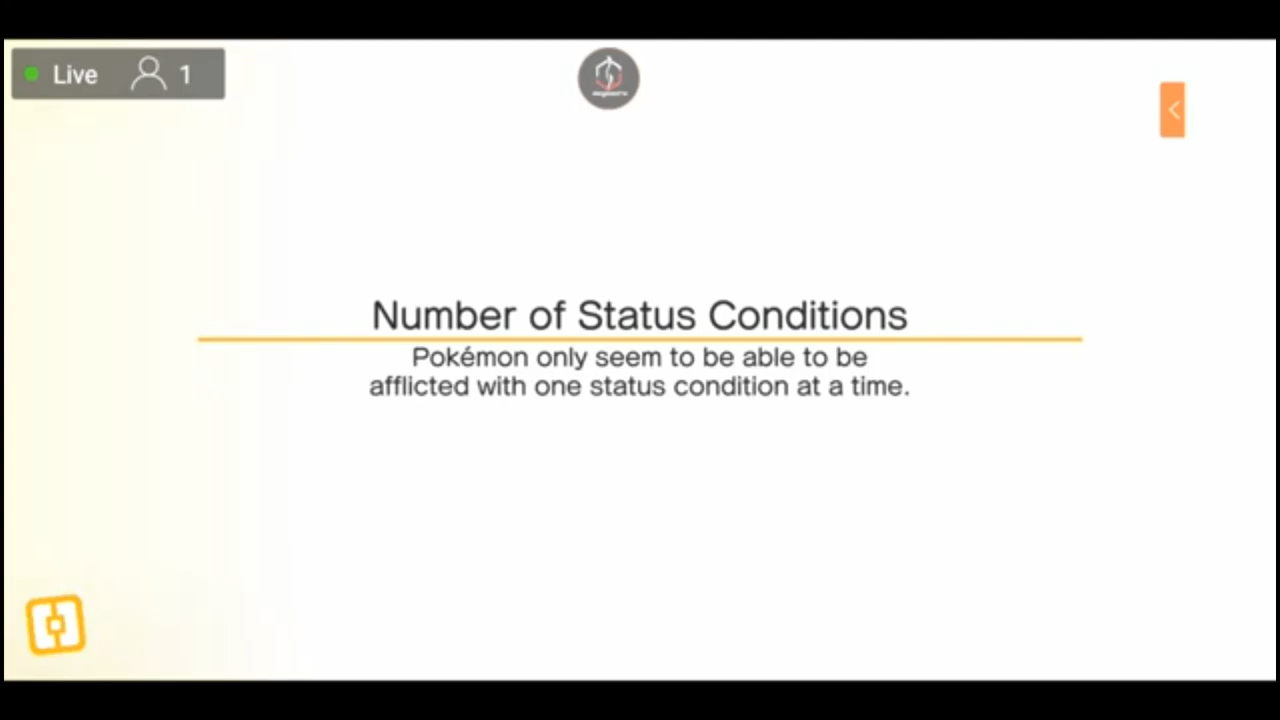 Live 1
Number of Status Conditions
Pokémon only seem to be able to be
afflicted with one status condition at a time.